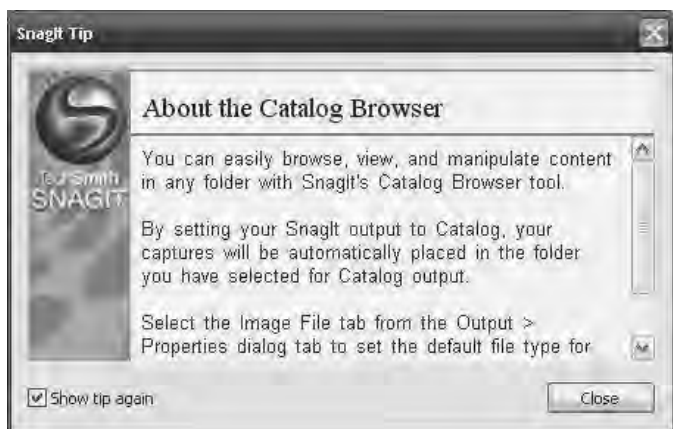 SnagIt Tip
SNAGIT
About the Catalog Browser
You can easily browse, view, and manipulate content
in any folder with SnagIt's Catalog Browser tool.
By setting your SnagIt output to Catalog, your
captures will be automatically placed in the folder
you have selected for Catalog output.
Select the Image File tab from the Output >
Properties dialog tab to set the default file type for
Show tip again
Close